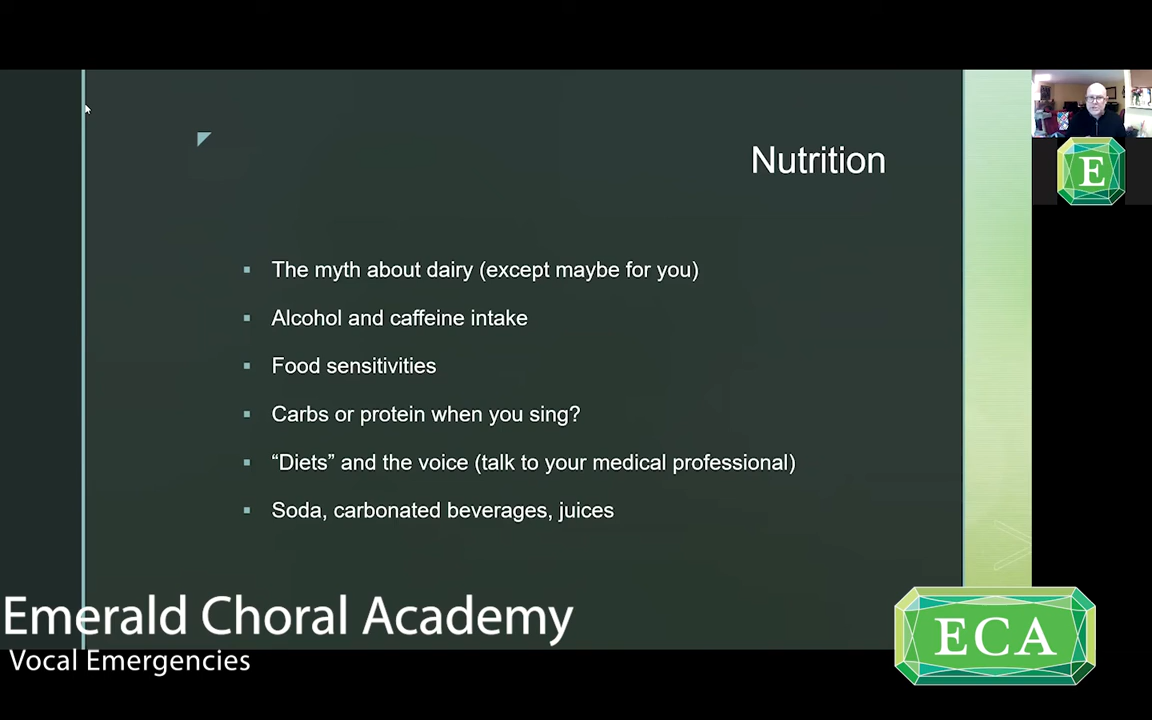 Nutrition
The myth about dairy (except maybe for you)
Alcohol and caffeine intake
Food sensitivities
Carbs or protein when you sing?
“Diets” and the voice (talk to your medical professional)
Soda, carbonated beverages, juices
E
Emerald Choral Academy
Vocal Emergencies
ECA